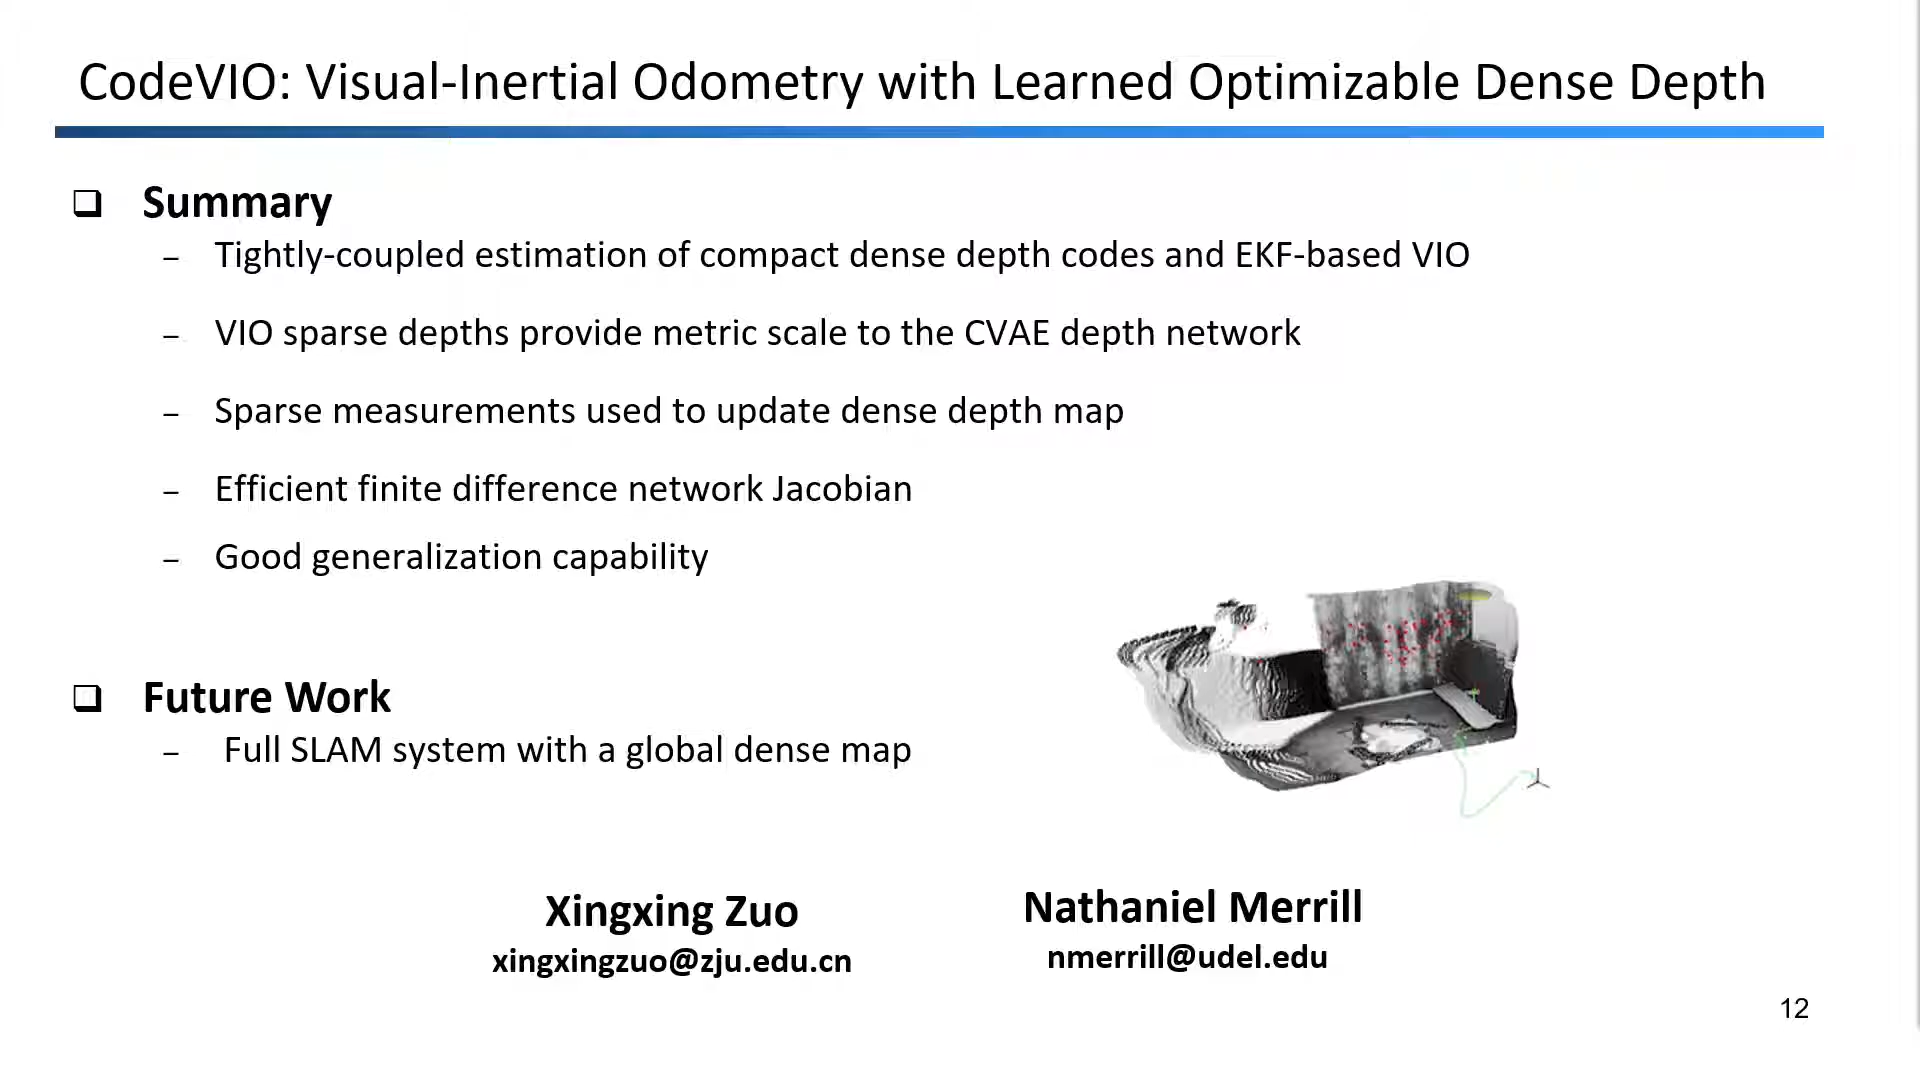 CodeVIO: Visual-Inertial Odometry with Learned Optimizable Dense Depth
❑ Summary
– Tightly-coupled estimation of compact dense depth codes and EKF-based VIO
– VIO sparse depths provide metric scale to the CVAE depth network
– Sparse measurements used to update dense depth map
– Efficient finite difference network Jacobian
– Good generalization capability
❑ Future Work
– Full SLAM system with a global dense map
Xingxing Zuo
xingxingzuo@zju.edu.cn
Nathaniel Merrill
nmerrill@udel.edu
12